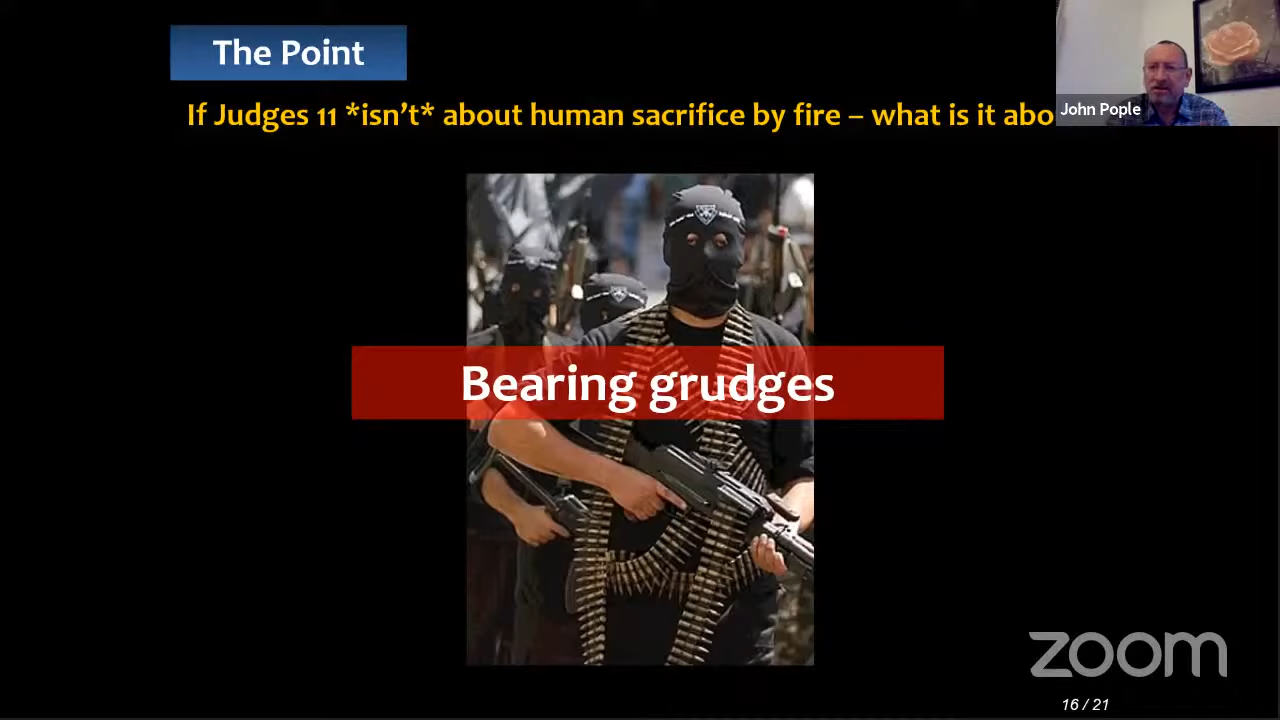 The Point
If Judges 11 *isn't* about human sacrifice by fire – what is it abo
John Pople
Bearing grudges
zoom
16 / 21